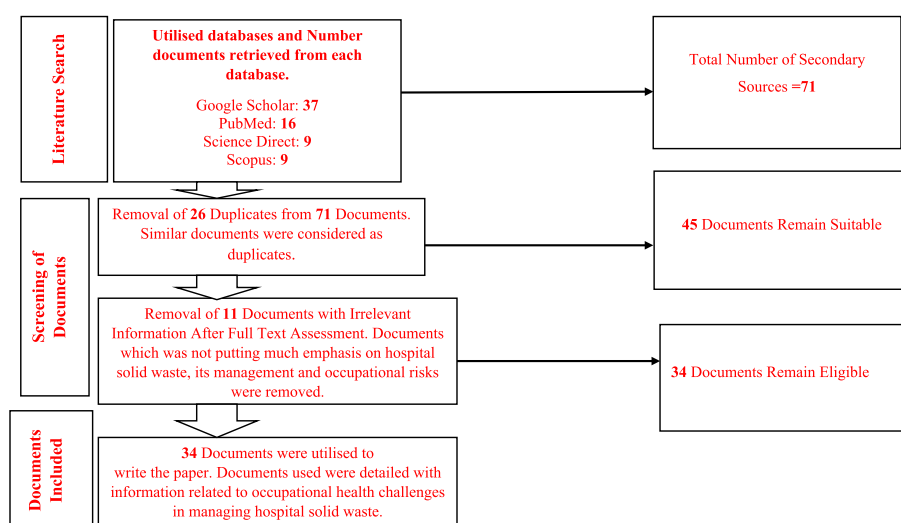 Literature Search
Utilised databases and Number
documents retrieved from each
database.
Google Scholar: 37
PubMed: 16
Science Direct: 9
Scopus: 9
Total Number of Secondary
Sources =71
Screening of
Documents
Removal of 26 Duplicates from 71 Documents.
Similar documents were considered as
duplicates.
45 Documents Remain Suitable
Removal of 11 Documents with Irrelevant
Information After Full Text Assessment. Documents
which was not putting much emphasis on hospital
solid waste, its management and occupational risks
were removed.
34 Documents Remain Eligible
Documents
Included
34 Documents were utilised to
write the paper. Documents used were detailed with
information related to occupational health challenges
in managing hospital solid waste.